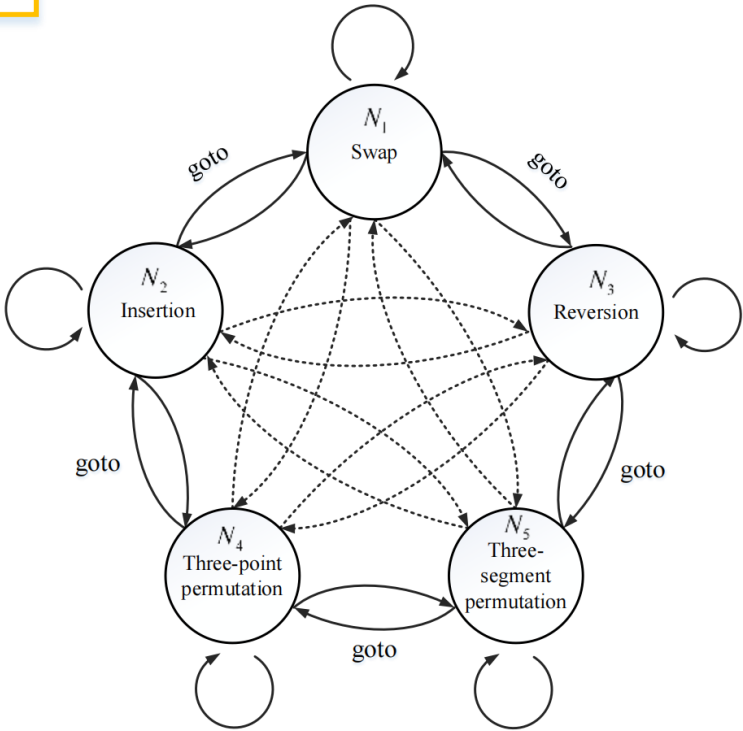 N₁
Swap
goto
goto
N₂
Insertion
N₃
Reversion
goto
goto
N₄
Three-point
permutation
N₅
Three-
segment
permutation
goto